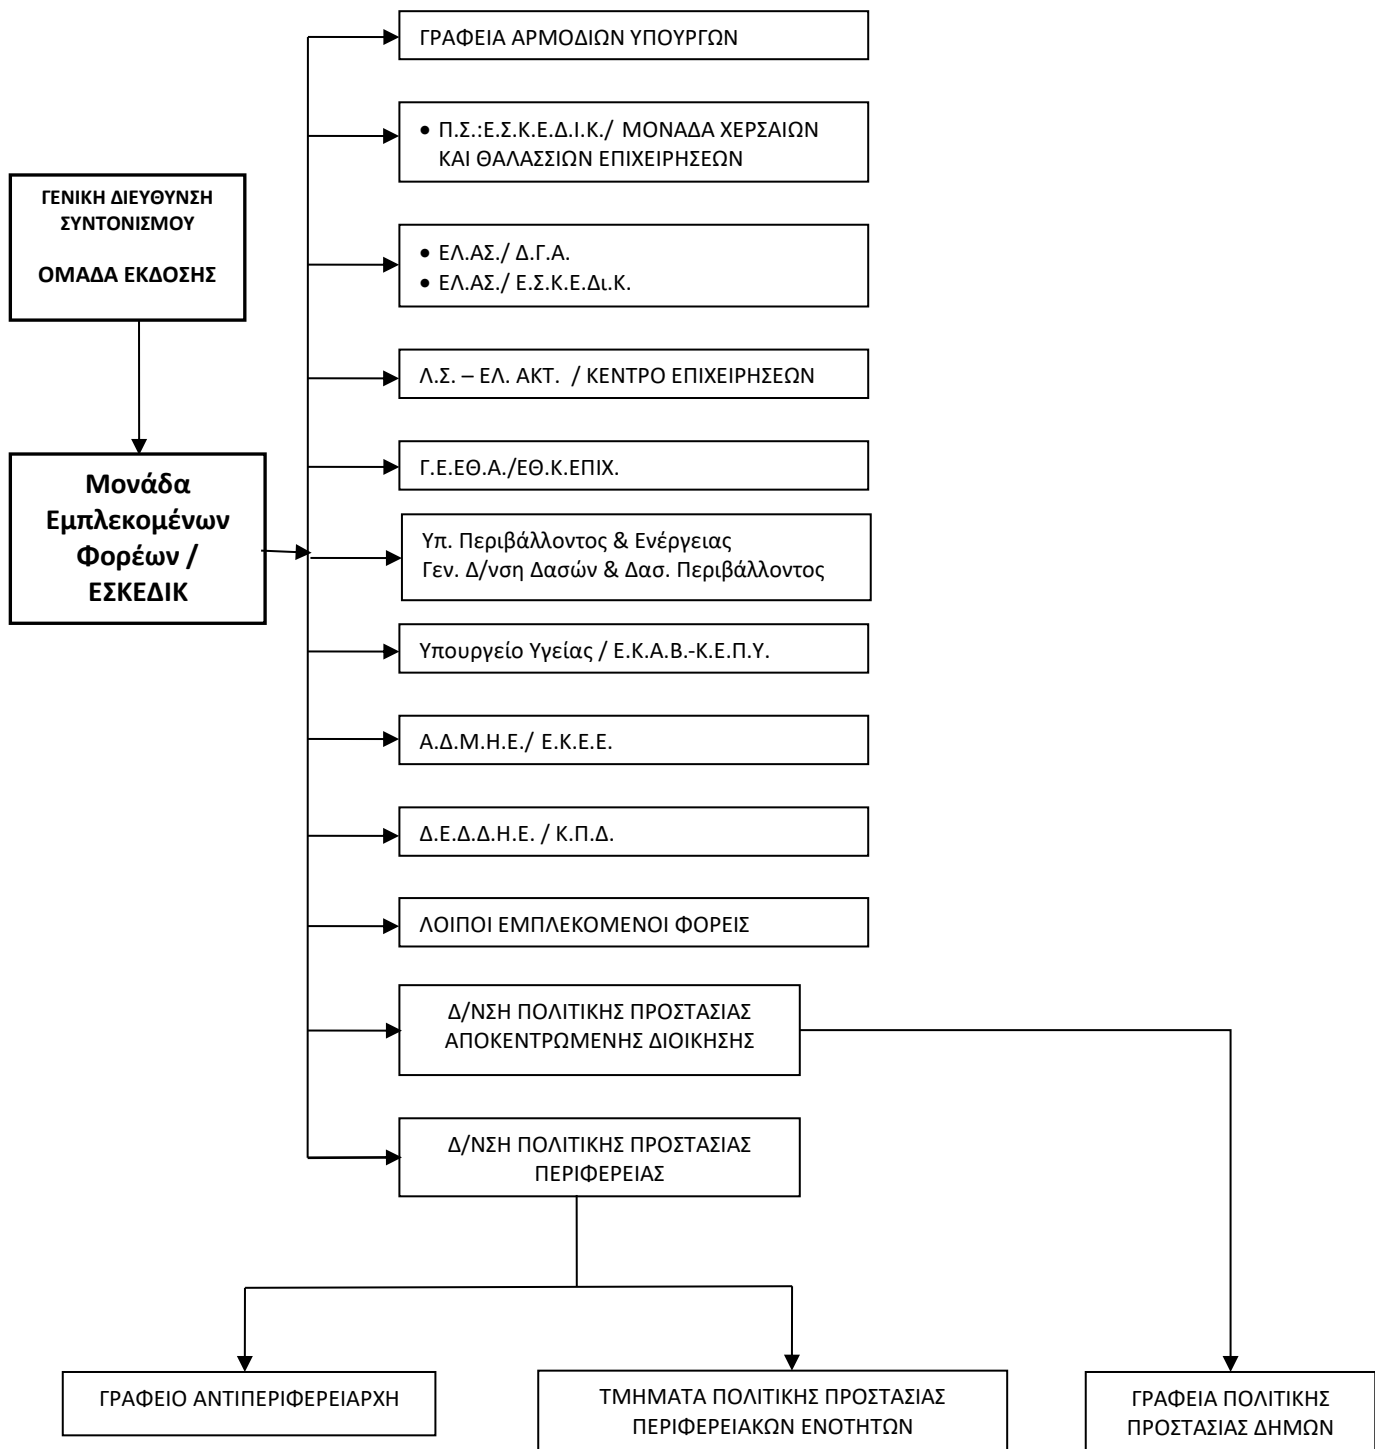 ΓΡΑΦΕΙΑ ΑΡΜΟΔΙΩΝ ΥΠΟΥΡΓΩΝ
• Π.Σ.:Ε.Σ.Κ.Ε.Δ.Ι.Κ./ ΜΟΝΑΔΑ ΧΕΡΣΑΙΩΝ
ΚΑΙ ΘΑΛΑΣΣΙΩΝ ΕΠΙΧΕΙΡΗΣΕΩΝ
ΓΕΝΙΚΗ ΔΙΕΥΘΥΝΣΗ
ΣΥΝΤΟΝΙΣΜΟΥ
ΟΜΑΔΑ ΕΚΔΟΣΗΣ
• ΕΛ.ΑΣ./ Δ.Γ.Α.
• ΕΛ.ΑΣ./ Ε.Σ.Κ.Ε.Δι.Κ.
Λ.Σ. – ΕΛ. ΑΚΤ. / ΚΕΝΤΡΟ ΕΠΙΧΕΙΡΗΣΕΩΝ
Γ.Ε.ΕΘ.Α./ΕΘ.Κ.ΕΠΙΧ.
Μονάδα
Εμπλεκομένων
Φορέων /
ΕΣΚΕΔΙΚ
Υπ. Περιβάλλοντος & Ενέργειας
Γεν. Δ/νση Δασών & Δασ. Περιβάλλοντος
Υπουργείο Υγείας / Ε.Κ.Α.Β.-Κ.Ε.Π.Υ.
Α.Δ.Μ.Η.Ε./ Ε.Κ.Ε.Ε.
Δ.Ε.Δ.Δ.Η.Ε. / Κ.Π.Δ.
ΛΟΙΠΟΙ ΕΜΠΛΕΚΟΜΕΝΟΙ ΦΟΡΕΙΣ
Δ/ΝΣΗ ΠΟΛΙΤΙΚΗΣ ΠΡΟΣΤΑΣΙΑΣ
ΑΠΟΚΕΝΤΡΩΜΕΝΗΣ ΔΙΟΙΚΗΣΗΣ
Δ/ΝΣΗ ΠΟΛΙΤΙΚΗΣ ΠΡΟΣΤΑΣΙΑΣ
ΠΕΡΙΦΕΡΕΙΑΣ
ΓΡΑΦΕΙΟ ΑΝΤΙΠΕΡΙΦΕΡΕΙΑΡΧΗ
ΤΜΗΜΑΤΑ ΠΟΛΙΤΙΚΗΣ ΠΡΟΣΤΑΣΙΑΣ
ΠΕΡΙΦΕΡΕΙΑΚΩΝ ΕΝΟΤΗΤΩΝ
ΓΡΑΦΕΙΑ ΠΟΛΙΤΙΚΗΣ
ΠΡΟΣΤΑΣΙΑΣ ΔΗΜΩΝ